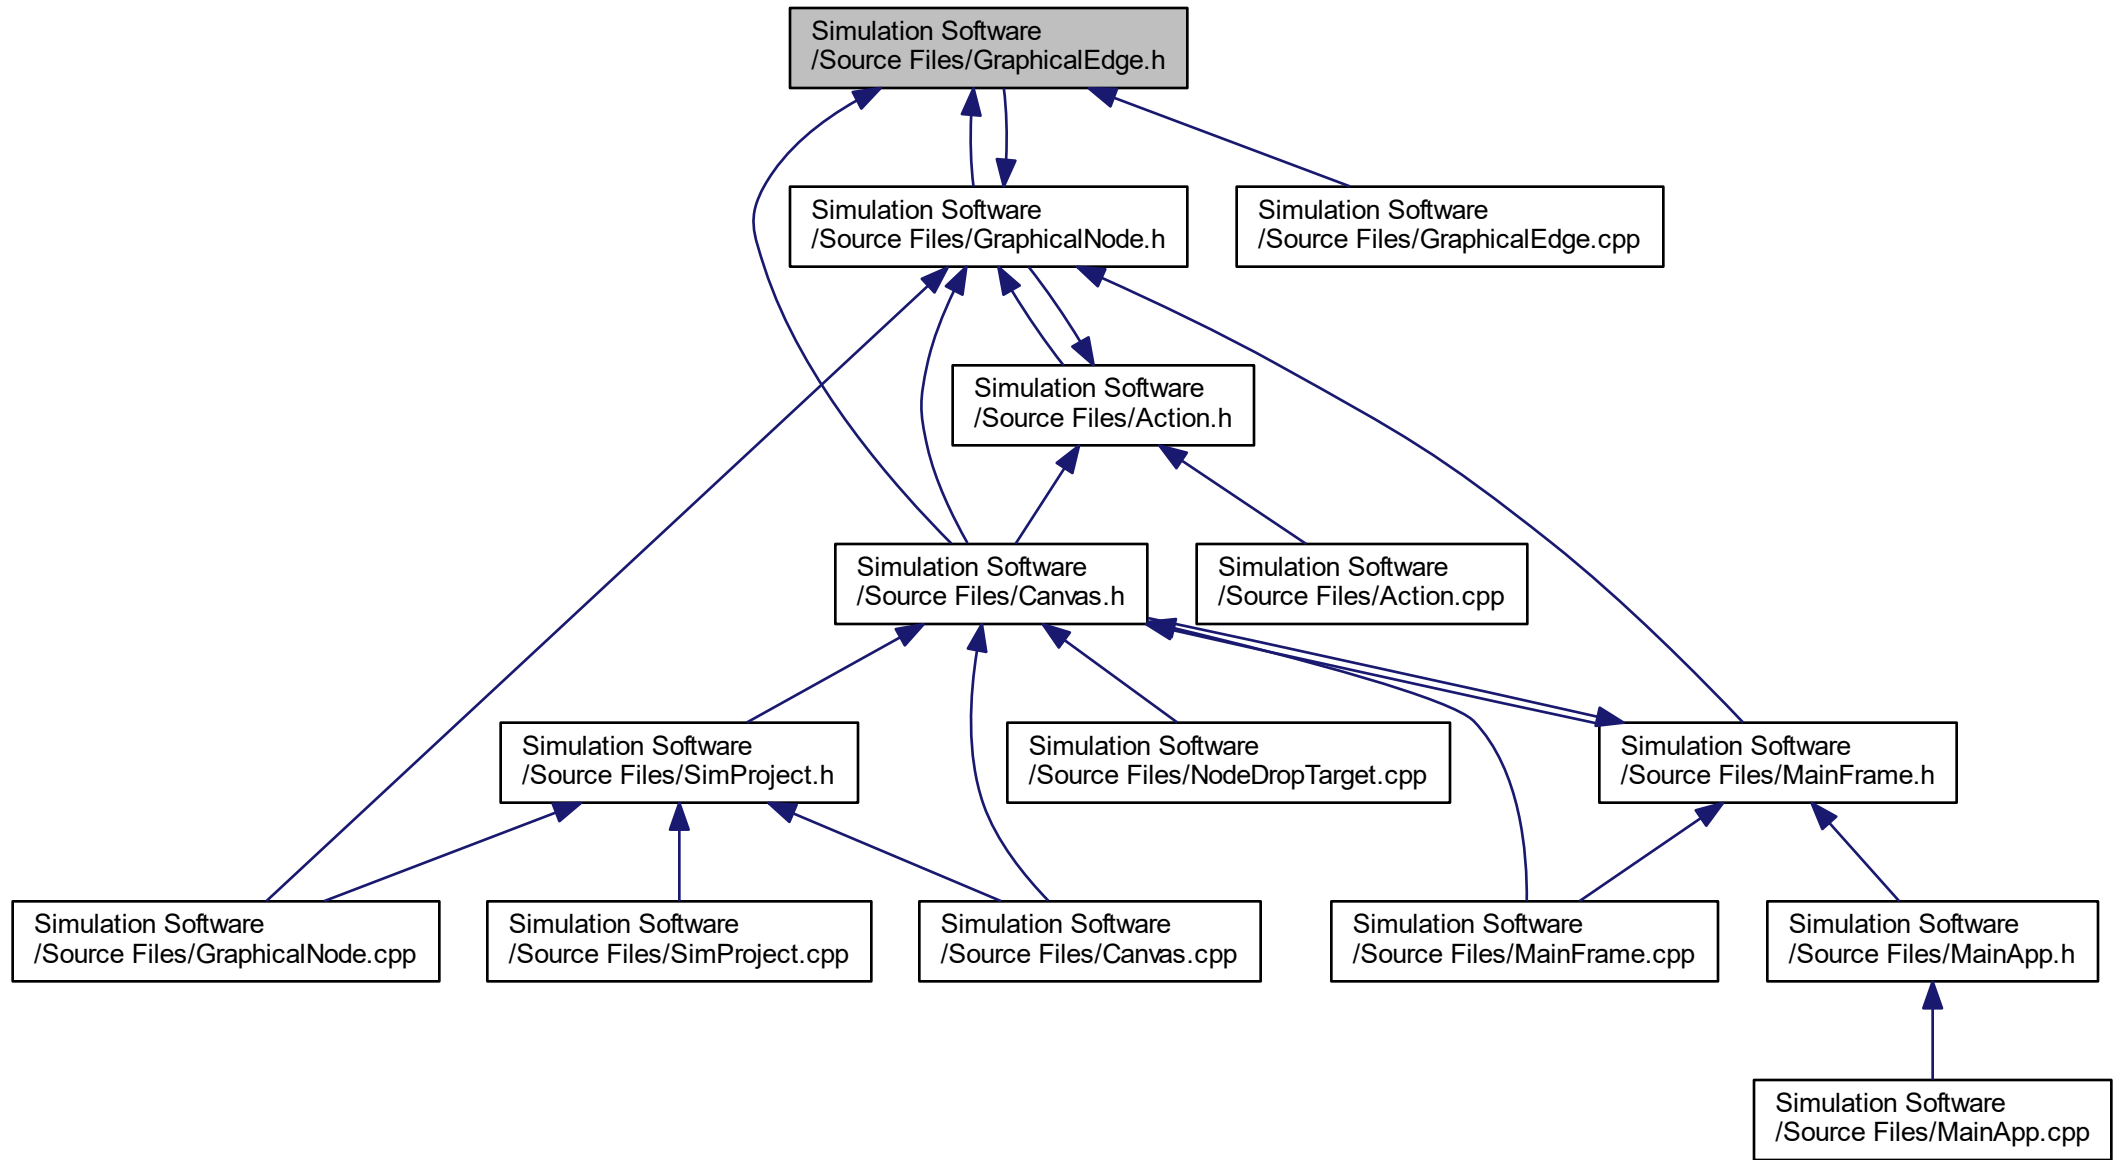 Simulation Software
/Source Files/GraphicalEdge.h
Simulation Software
/Source Files/GraphicalNode.h
Simulation Software
/Source Files/GraphicalEdge.cpp
Simulation Software
/Source Files/Action.h
Simulation Software
/Source Files/Canvas.h
Simulation Software
/Source Files/Action.cpp
Simulation Software
/Source Files/SimProject.h
Simulation Software
/Source Files/NodeDropTarget.cpp
Simulation Software
/Source Files/MainFrame.h
Simulation Software
/Source Files/GraphicalNode.cpp
Simulation Software
/Source Files/SimProject.cpp
Simulation Software
/Source Files/Canvas.cpp
Simulation Software
/Source Files/MainFrame.cpp
Simulation Software
/Source Files/MainApp.h
Simulation Software
/Source Files/MainApp.cpp